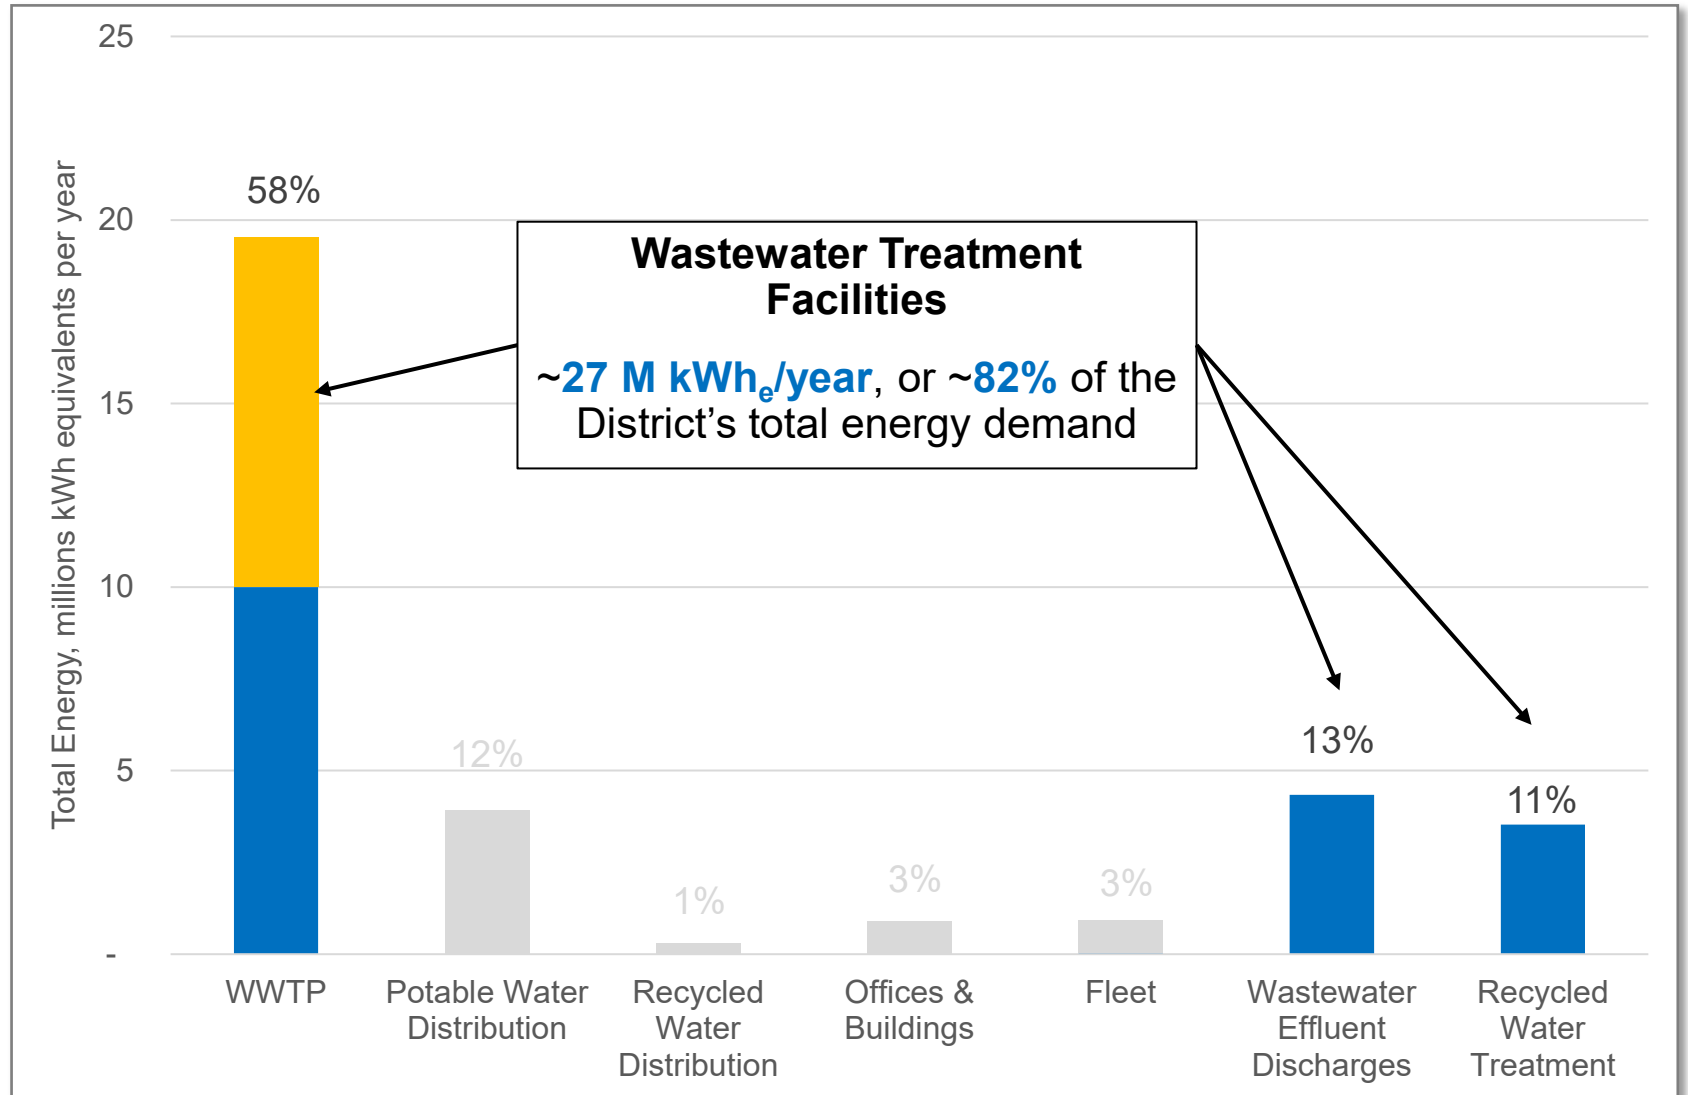 25
20
15
10
5
-
Total Energy, millions kWh equivalents per year
58%
Wastewater Treatment
Facilities
~27 M kWhₑ/year, or ~82% of the
District’s total energy demand
12%
1%
3%
3%
13%
11%
WWTP
Potable Water
Distribution
Recycled
Water
Distribution
Offices &
Buildings
Fleet
Wastewater
Effluent
Discharges
Recycled
Water
Treatment